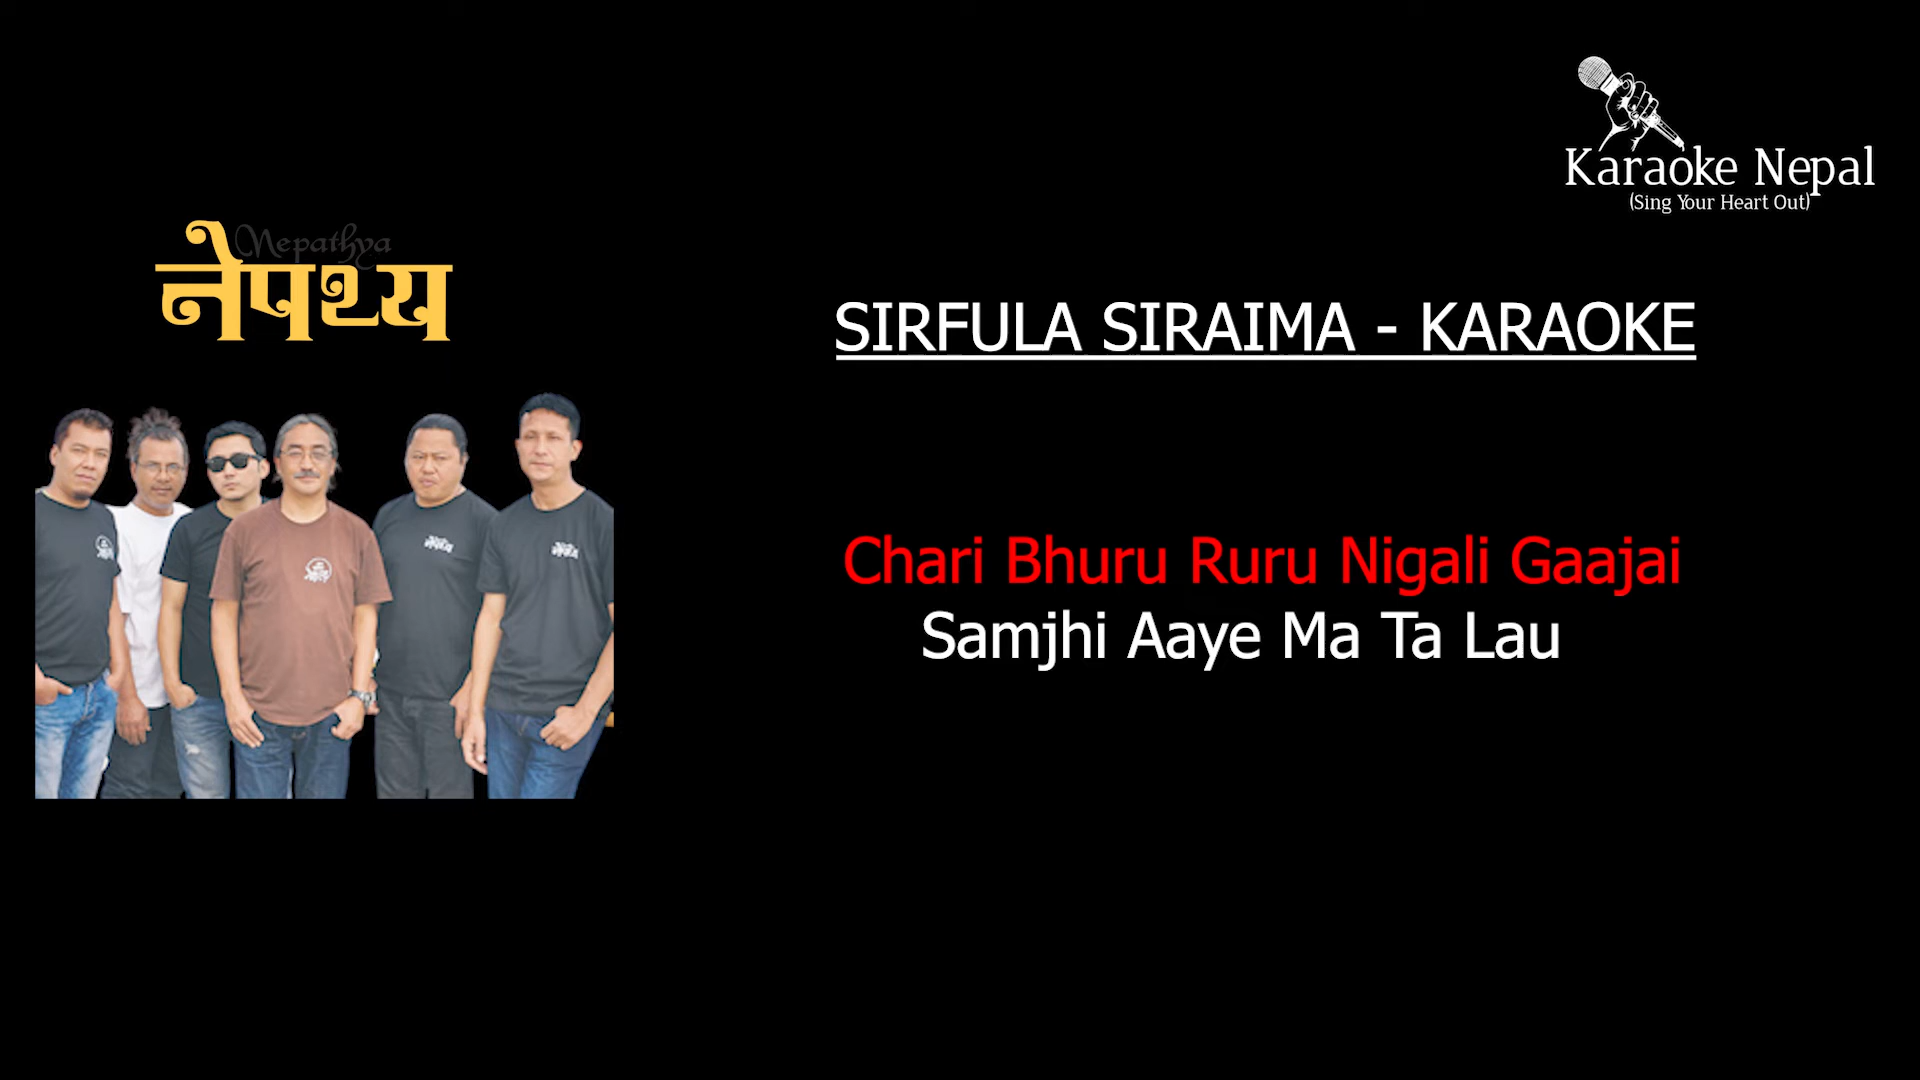 Karaoke Nepal
(Sing Your Heart Out)
Nepathya
नेपथ्य
SIRFULA SIRAIMA - KARAOKE
Chari Bhuru Ruru Nigali Gaajai
Samjhi Aaye Ma Ta Lau